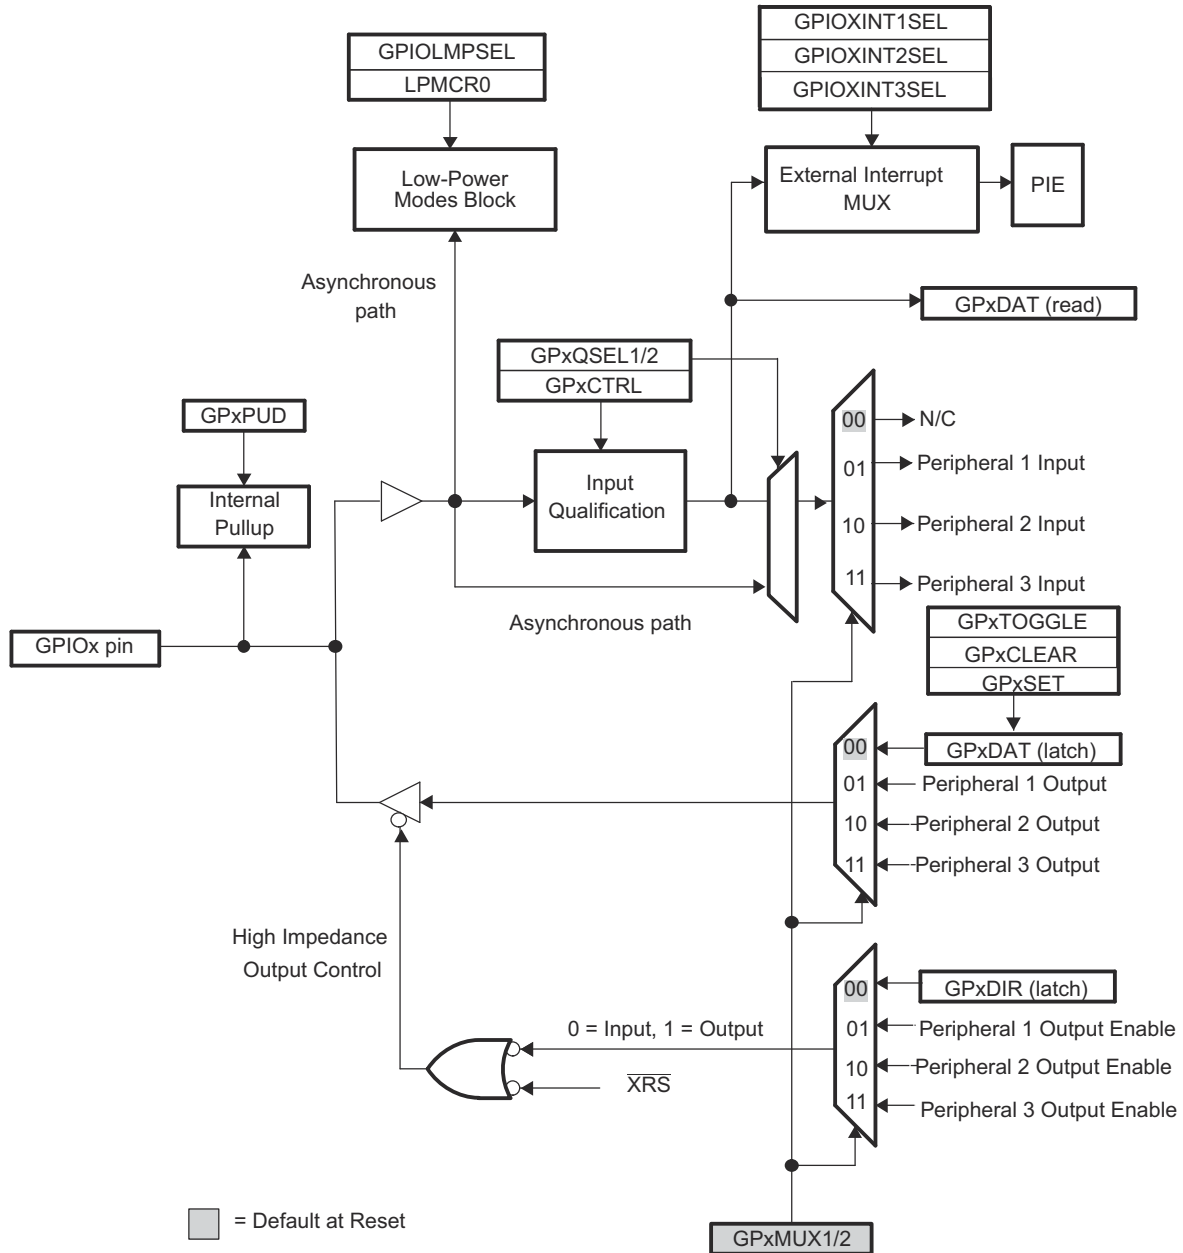 GPIOLMPSEL
LPMCR0
GPIOXINT1SEL
GPIOXINT2SEL
GPIOXINT3SEL
Low-Power
Modes Block
External Interrupt
MUX
PIE
Asynchronous
path
GPxDAT (read)
GPxQSEL1/2
GPxCTRL
GPxPUD
Internal
Pullup
Input
Qualification
00
N/C
01
Peripheral 1 Input
10
Peripheral 2 Input
11
Peripheral 3 Input
Asynchronous path
GPIOx pin
GPxTOGGLE
GPxCLEAR
GPxSET
00
GPxDAT (latch)
01
Peripheral 1 Output
10
Peripheral 2 Output
11
Peripheral 3 Output
High Impedance
Output Control
00
GPxDIR (latch)
0 = Input, 1 = Output
01
Peripheral 1 Output Enable
10
Peripheral 2 Output Enable
XRS
11
Peripheral 3 Output Enable
= Default at Reset
GPxMUX1/2